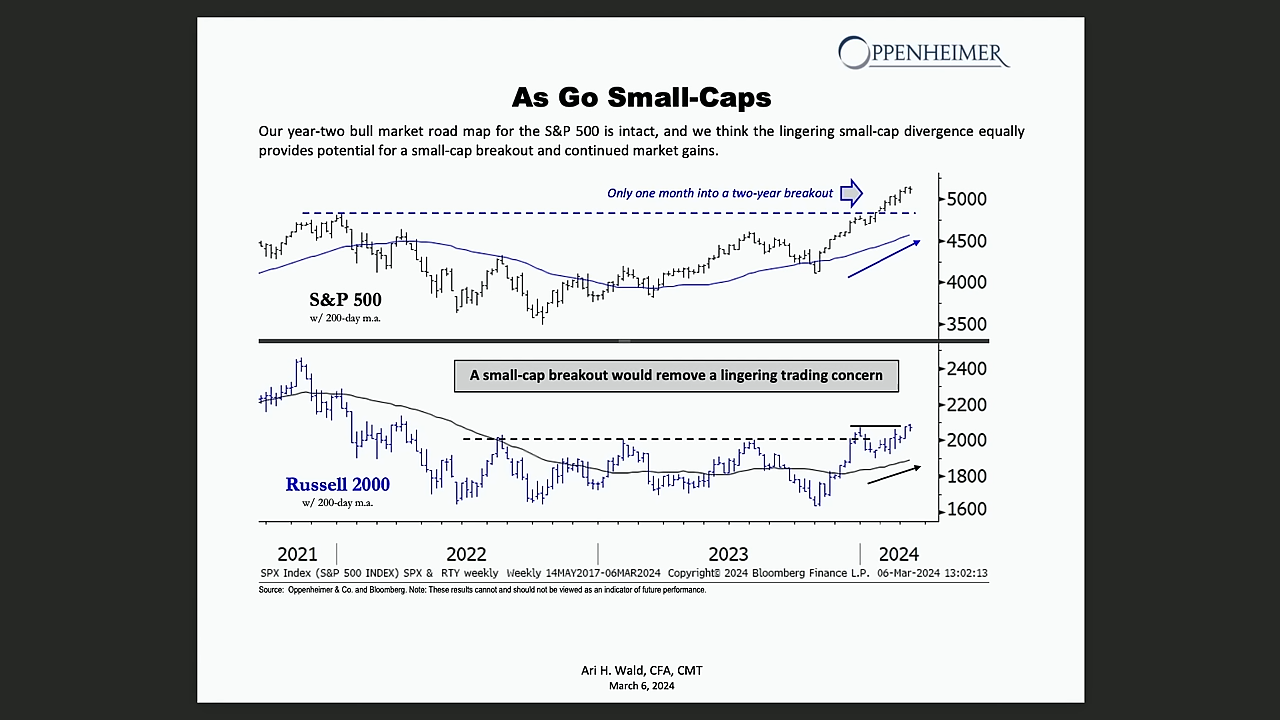 OPPENHEIMER
As Go Small-Caps
Our year-two bull market road map for the S&P 500 is intact, and we think the lingering small-cap divergence equally
provides potential for a small-cap breakout and continued market gains.
Only one month into a two-year breakout
5000
4500
4000
3500
S&P 500
w/ 200-day m.a.
A small-cap breakout would remove a lingering trading concern
2400
2200
2000
1800
1600
Russell 2000
w/ 200-day m.a.
2021 2022 2023 2024
SPX Index (S&P 500 INDEX) SPX & RTY weekly Weekly 14MAY2017-06MAR2024 Copyright© 2024 Bloomberg Finance L.P. 06-Mar-2024 13:02:13
Source: Oppenheimer & Co. and Bloomberg. Note: These results cannot and should not be viewed as an indicator of future performance.
Ari H. Wald, CFA, CMT
March 6, 2024